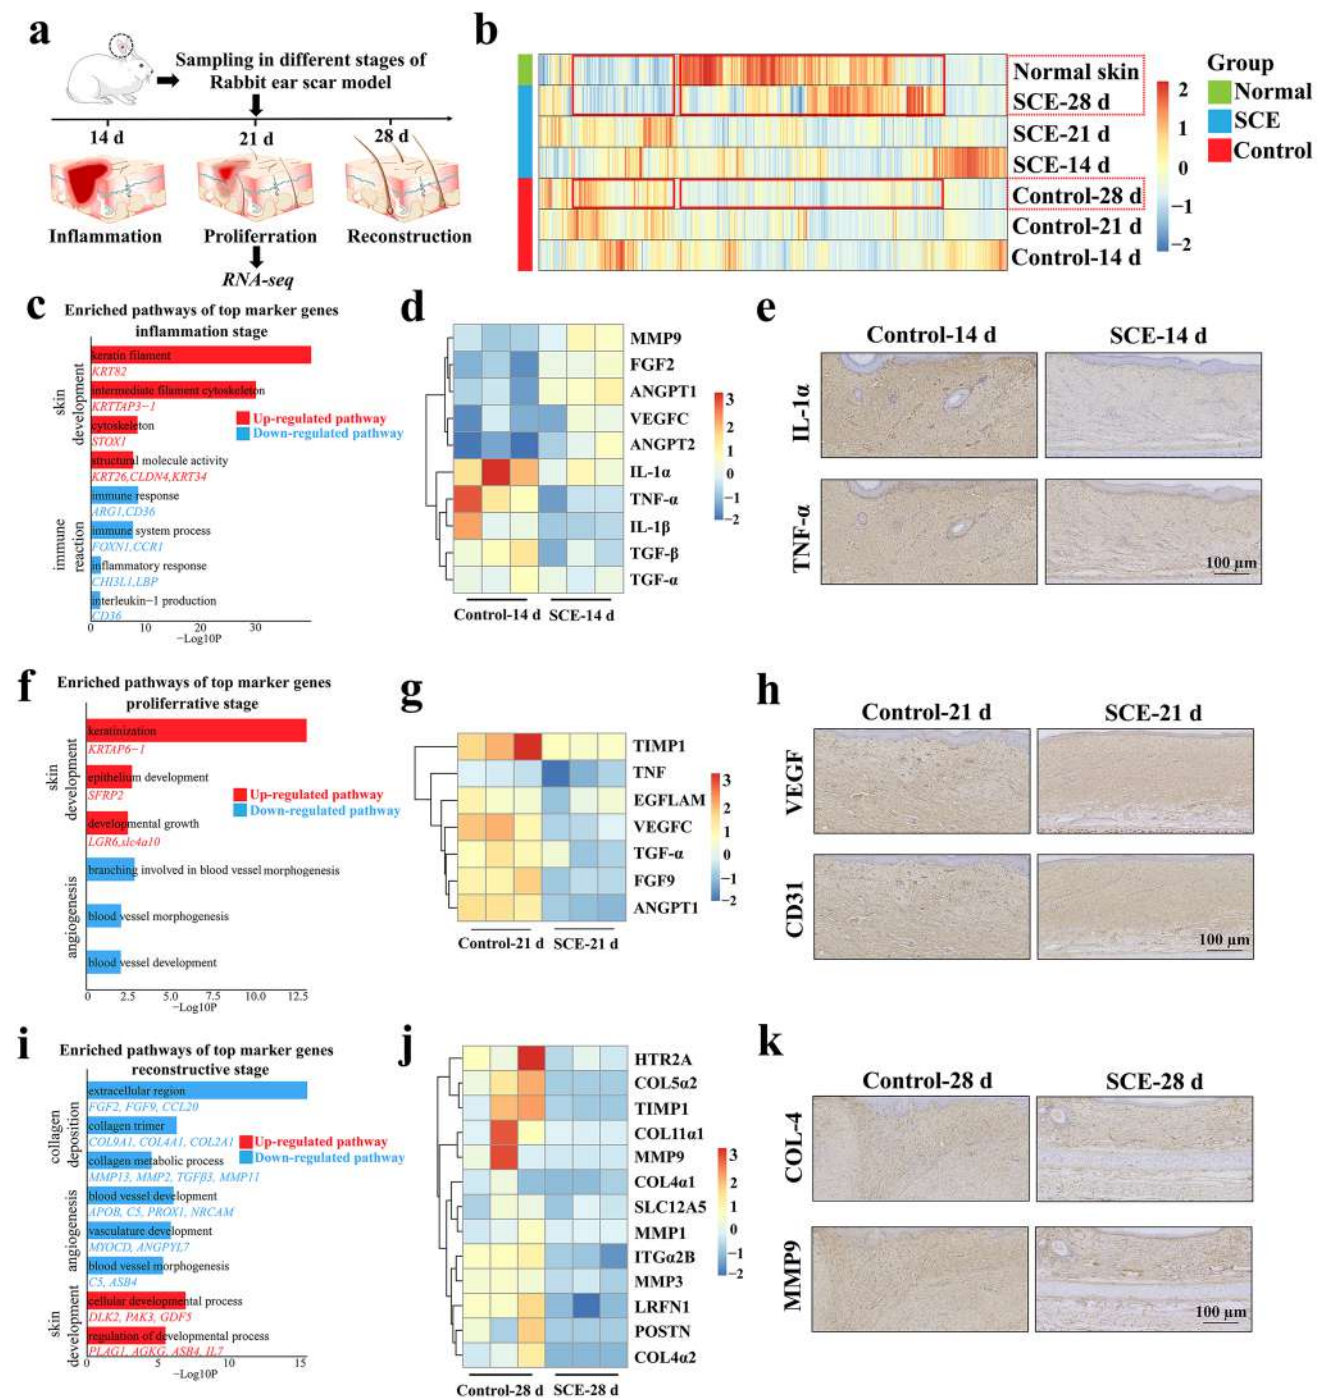 a
Sampling in different stages of
Rabbit ear scar model
14 d
21 d
28 d
Inflammation
Proliferration
Reconstruction
RNA-seq
b
Normal skin
SCE-28 d
SCE-21 d
SCE-14 d
Control-28 d
Control-21 d
Control-14 d
2
1
0
−1
−2
Group
Normal
SCE
Control
c
Enriched pathways of top marker genes
inflammation stage
skin
development
immune
reaction
keratin filament
KRT82
intermediate filament cytoskeleton
KRTTAP3−1
cytoskeleton
STOX1
structural molecule activity
KRT26,CLDN4,KRT34
immune response
ARG1,CD36
immune system process
FOXN1,CCR1
inflammatory response
CHI3L1,LBP
interleukin−1 production
CD36
Up-regulated pathway
Down-regulated pathway
0
10
20
30
−Log10P
d
MMP9
FGF2
ANGPT1
VEGFC
ANGPT2
IL-1α
TNF-α
IL-1β
TGF-β
TGF-α
3
2
1
0
−1
−2
Control-14 d
SCE-14 d
e
Control-14 d
SCE-14 d
IL-1α
TNF-α
100 μm
f
Enriched pathways of top marker genes
proliferrative stage
skin
development
angiogenesis
keratinization
KRTAP6−1
epithelium development
SFRP2
developmental growth
LGR6,slc4a10
branching involved in blood vessel morphogenesis
blood vessel morphogenesis
blood vessel development
Up-regulated pathway
Down-regulated pathway
0
2.5
5.0
7.5
10.0
12.5
−Log10P
g
TIMP1
TNF
EGFLAM
VEGFC
TGF-α
FGF9
ANGPT1
3
2
1
0
−1
−2
Control-21 d
SCE-21 d
h
Control-21 d
SCE-21 d
VEGF
CD31
100 μm
i
Enriched pathways of top marker genes
reconstructive stage
collagen
deposition
angiogenesis
skin
development
extracellular region
FGF2, FGF9, CCL20
collagen trimer
COL9A1, COL4A1, COL2A1
collagen metabolic process
MMP13, MMP2, TGFβ3, MMP11
blood vessel development
APOB, C5, PROX1, NRCAM
vasculature development
MYOCD, ANGPYL7
blood vessel morphogenesis
C5, ASB4
cellular developmental process
DLK2, PAK3, GDF5
regulation of developmental process
PLAG1, AGKG, ASB4, IL7
Up-regulated pathway
Down-regulated pathway
0
5
10
15
−Log10P
j
HTR2A
COL5α2
TIMP1
COL11α1
MMP9
COL4α1
SLC12A5
MMP1
ITGα2B
MMP3
LRFN1
POSTN
COL4α2
3
2
1
0
−1
−2
Control-28 d
SCE-28 d
k
Control-28 d
SCE-28 d
COL-4
MMP9
100 μm